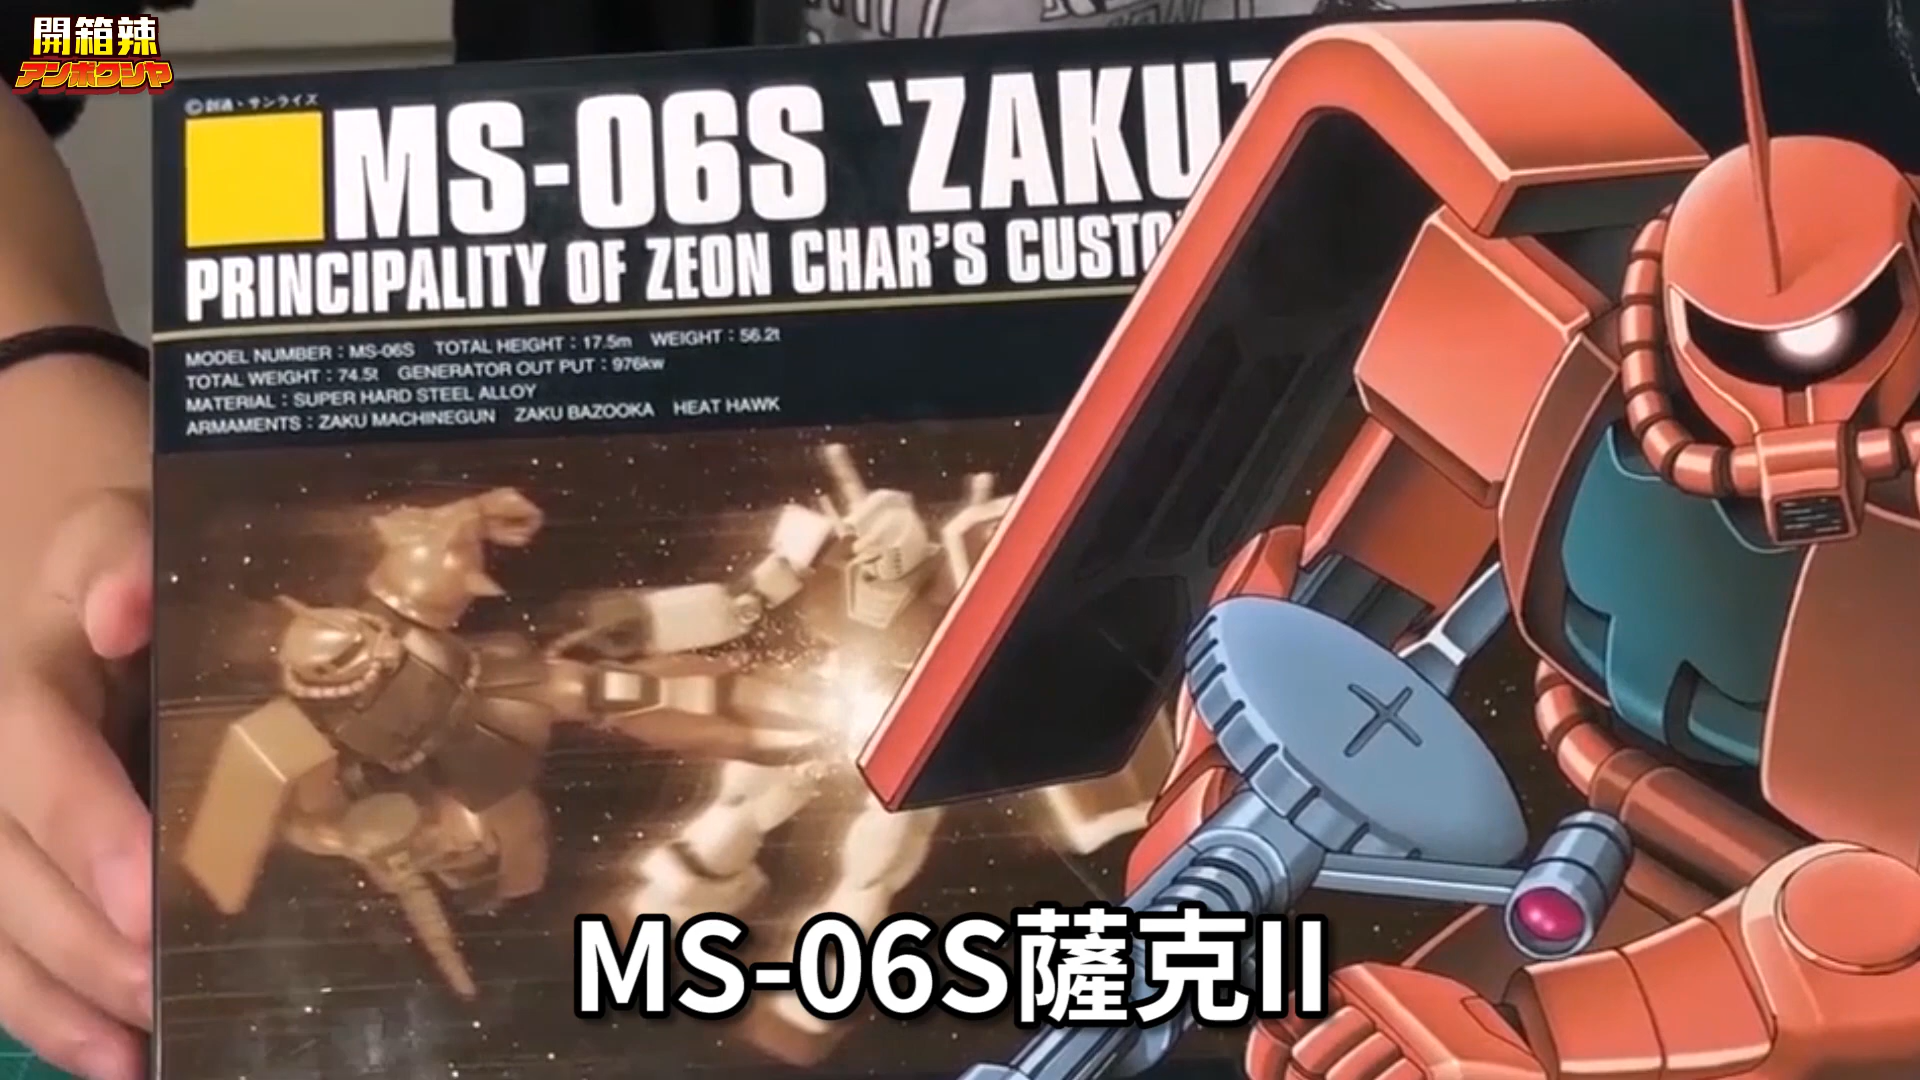 開箱辣
アンボクシヤ
©創通・サンライズ
MS-06S 'ZAKU
PRINCIPALITY OF ZEON CHAR'S
MODEL NUMBER : MS-06S TOTAL HEIGHT : 17.5m WEIGHT : 56.2t
TOTAL WEIGHT : 74.5t GENERATOR OUT PUT : 976kw
MATERIAL : SUPER HARD STEEL ALLOY
ARMAMENTS : ZAKU MACHINEGUN ZAKU BAZOOKA HEAT HAWK
MS-06S薩克II